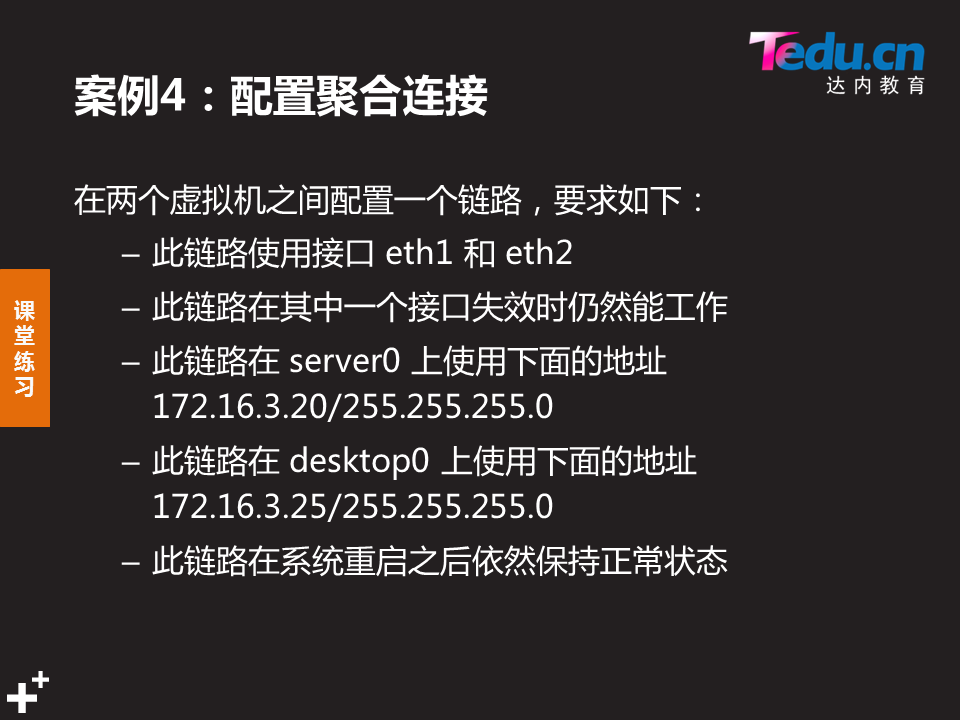 Tedu.cn
达内教育
案例4：配置聚合连接
在两个虚拟机之间配置一个链路，要求如下：
– 此链路使用接口 eth1 和 eth2
– 此链路在其中一个接口失效时仍然能工作
– 此链路在 server0 上使用下面的地址
172.16.3.20/255.255.255.0
– 此链路在 desktop0 上使用下面的地址
172.16.3.25/255.255.255.0
– 此链路在系统重启之后依然保持正常状态
课
堂
练
习